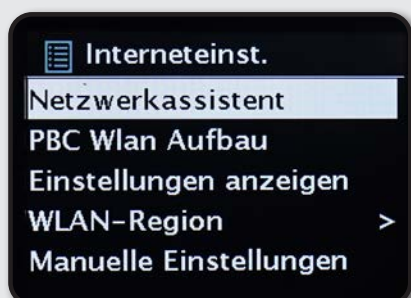 Interneteinst.
Netzwerkassistent
PBC Wlan Aufbau
Einstellungen anzeigen
WLAN-Region >
Manuelle Einstellungen